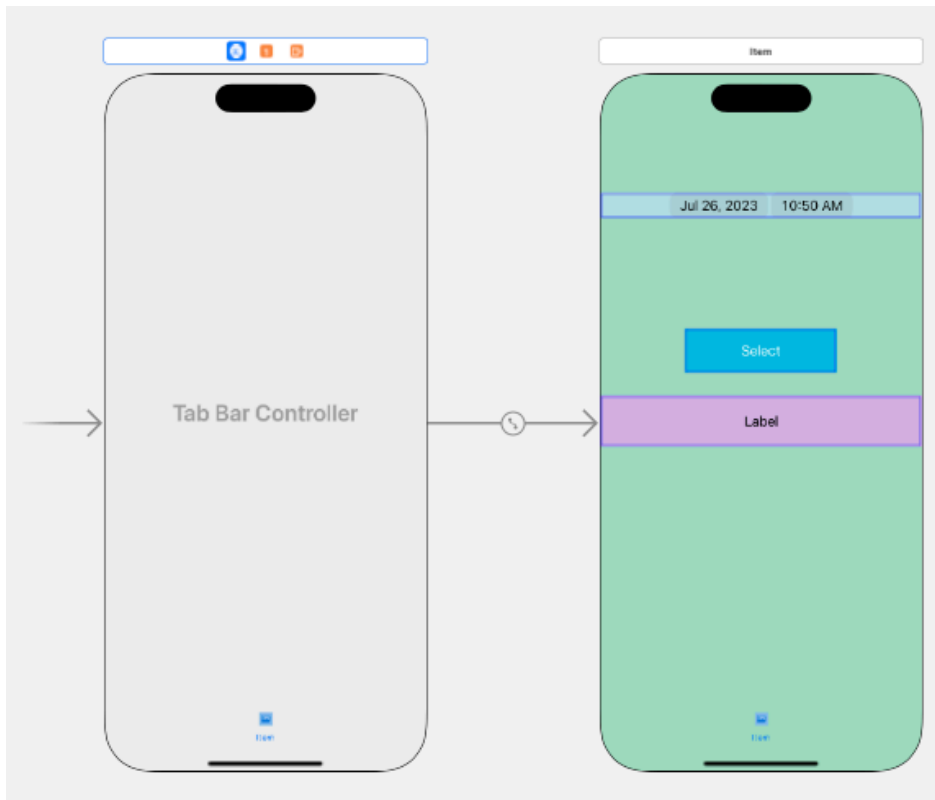 Item
Jul 26, 2023 10:50 AM
Select
Tab Bar Controller
Label
Item
Item